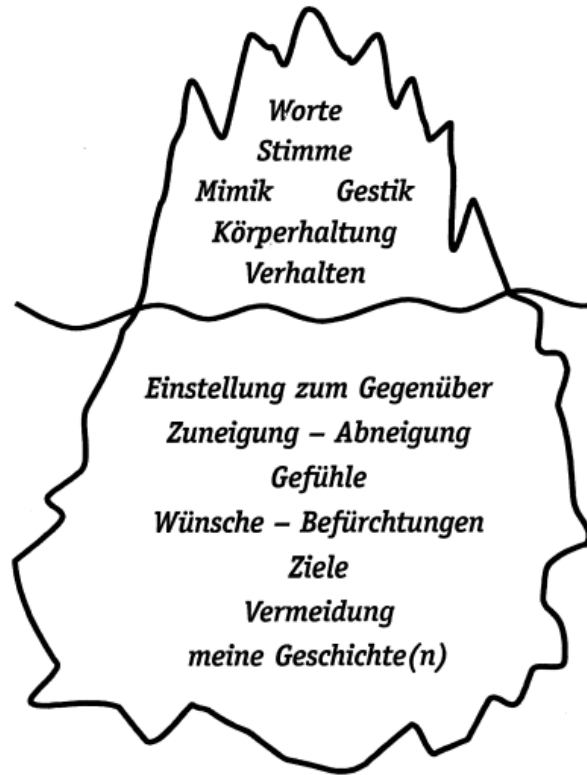 Worte
Stimme
Mimik Gestik
Körperhaltung
Verhalten
Einstellung zum Gegenüber
Zuneigung – Abneigung
Gefühle
Wünsche – Befürchtungen
Ziele
Vermeidung
meine Geschichte(n)